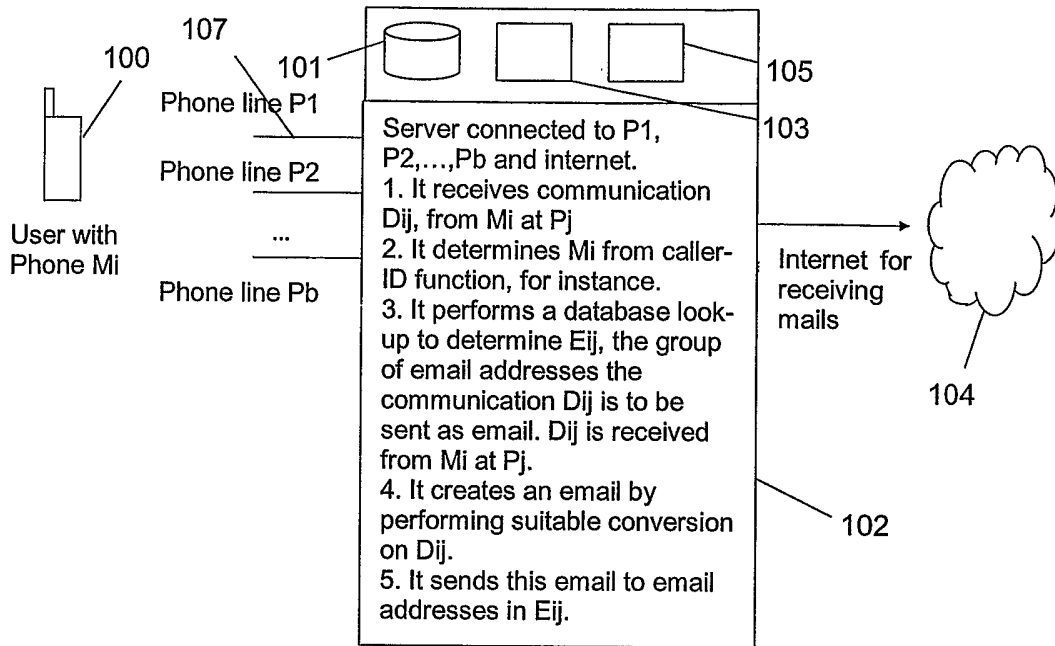 107
100
101
105
103
Phone line P1
Phone line P2
...
Phone line Pb
User with
Phone Mi
Server connected to P1,
P2,...,Pb and internet.
1. It receives communication
Dij, from Mi at Pj
2. It determines Mi from caller-
ID function, for instance.
3. It performs a database look-
up to determine Eij, the group
of email addresses the
communication Dij is to be
sent as email. Dij is received
from Mi at Pj.
4. It creates an email by
performing suitable conversion
on Dij.
5. It sends this email to email
addresses in Eij.
Internet for
receiving
mails
104
102